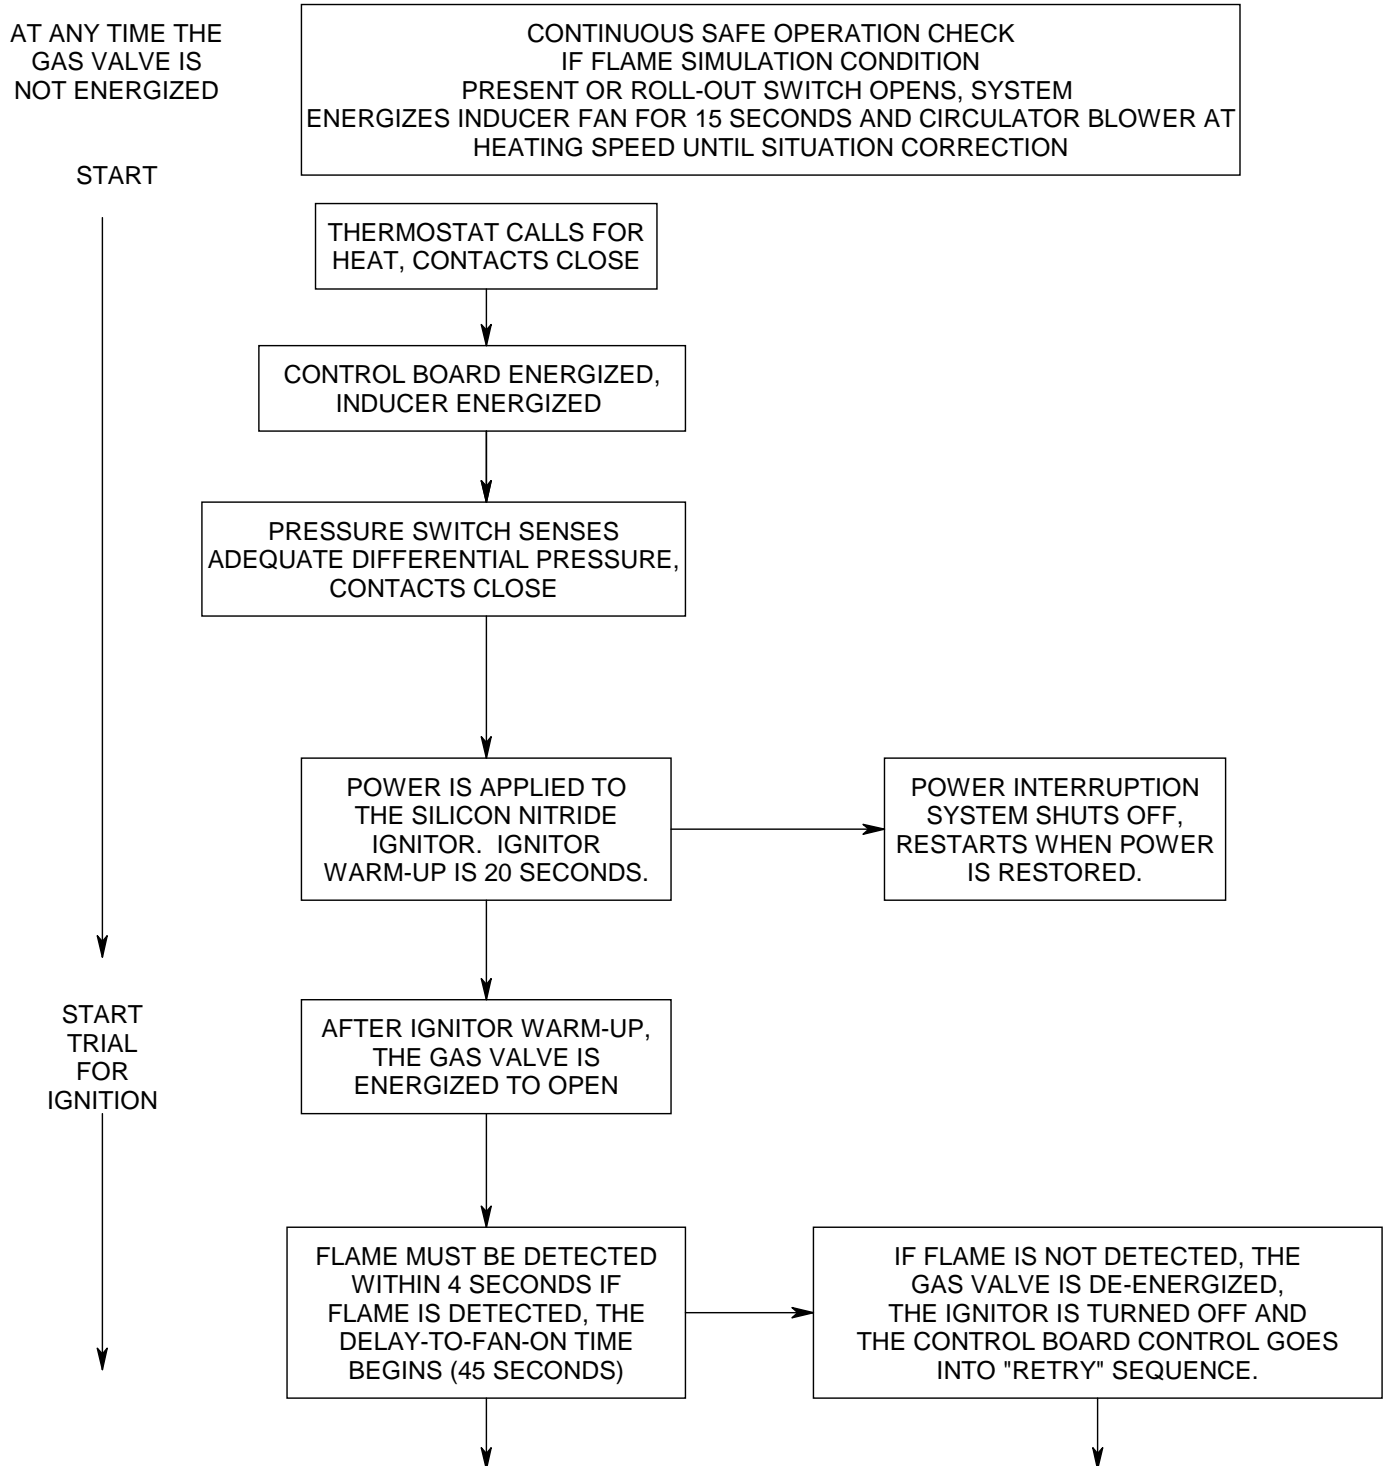 AT ANY TIME THE
GAS VALVE IS
NOT ENERGIZED
CONTINUOUS SAFE OPERATION CHECK
IF FLAME SIMULATION CONDITION
PRESENT OR ROLL-OUT SWITCH OPENS, SYSTEM
ENERGIZES INDUCER FAN FOR 15 SECONDS AND CIRCULATOR BLOWER AT
HEATING SPEED UNTIL SITUATION CORRECTION
START
THERMOSTAT CALLS FOR
HEAT, CONTACTS CLOSE
CONTROL BOARD ENERGIZED,
INDUCER ENERGIZED
PRESSURE SWITCH SENSES
ADEQUATE DIFFERENTIAL PRESSURE,
CONTACTS CLOSE
POWER IS APPLIED TO
THE SILICON NITRIDE
IGNITOR. IGNITOR
WARM-UP IS 20 SECONDS.
POWER INTERRUPTION
SYSTEM SHUTS OFF,
RESTARTS WHEN POWER
IS RESTORED.
START
TRIAL
FOR
IGNITION
AFTER IGNITOR WARM-UP,
THE GAS VALVE IS
ENERGIZED TO OPEN
FLAME MUST BE DETECTED
WITHIN 4 SECONDS IF
FLAME IS DETECTED, THE
DELAY-TO-FAN-ON TIME
BEGINS (45 SECONDS)
IF FLAME IS NOT DETECTED, THE
GAS VALVE IS DE-ENERGIZED,
THE IGNITOR IS TURNED OFF AND
THE CONTROL BOARD CONTROL GOES
INTO "RETRY" SEQUENCE.